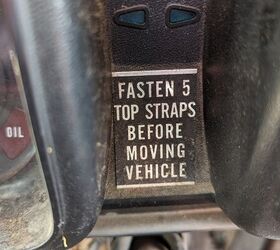 FASTEN 5
TOP STRAPS
BEFORE
MOVING
VEHICLE
OIL